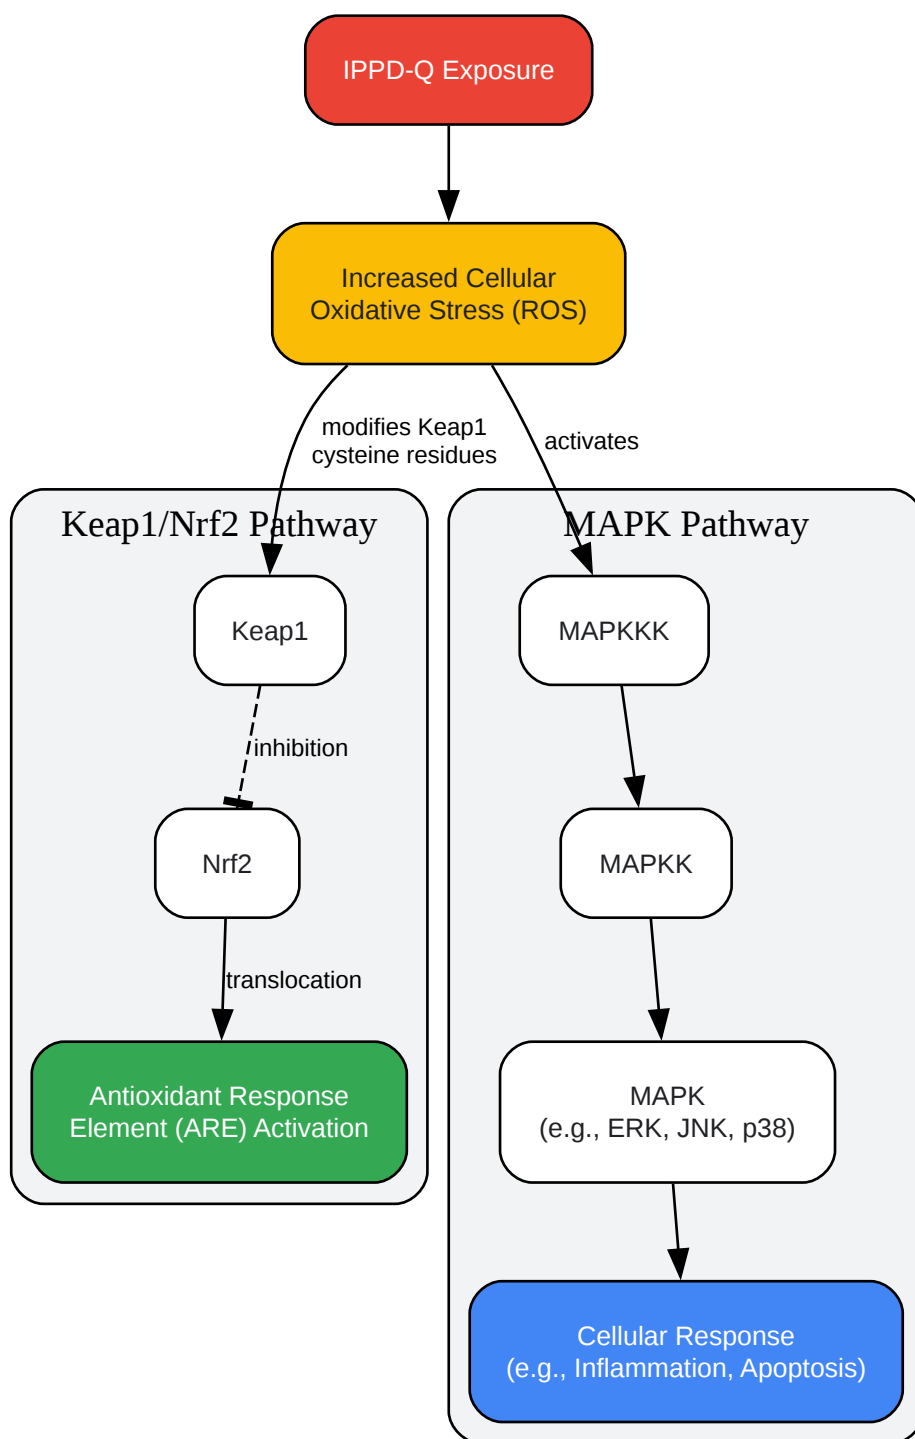 IPPD-Q Exposure
Increased Cellular
Oxidative Stress (ROS)
modifies Keap1
cysteine residues
activates
Keap1/Nrf2 Pathway
Keap1
inhibition
Nrf2
translocation
Antioxidant Response
Element (ARE) Activation
MAPK Pathway
MAPKKK
MAPKK
MAPK
(e.g., ERK, JNK, p38)
Cellular Response
(e.g., Inflammation, Apoptosis)